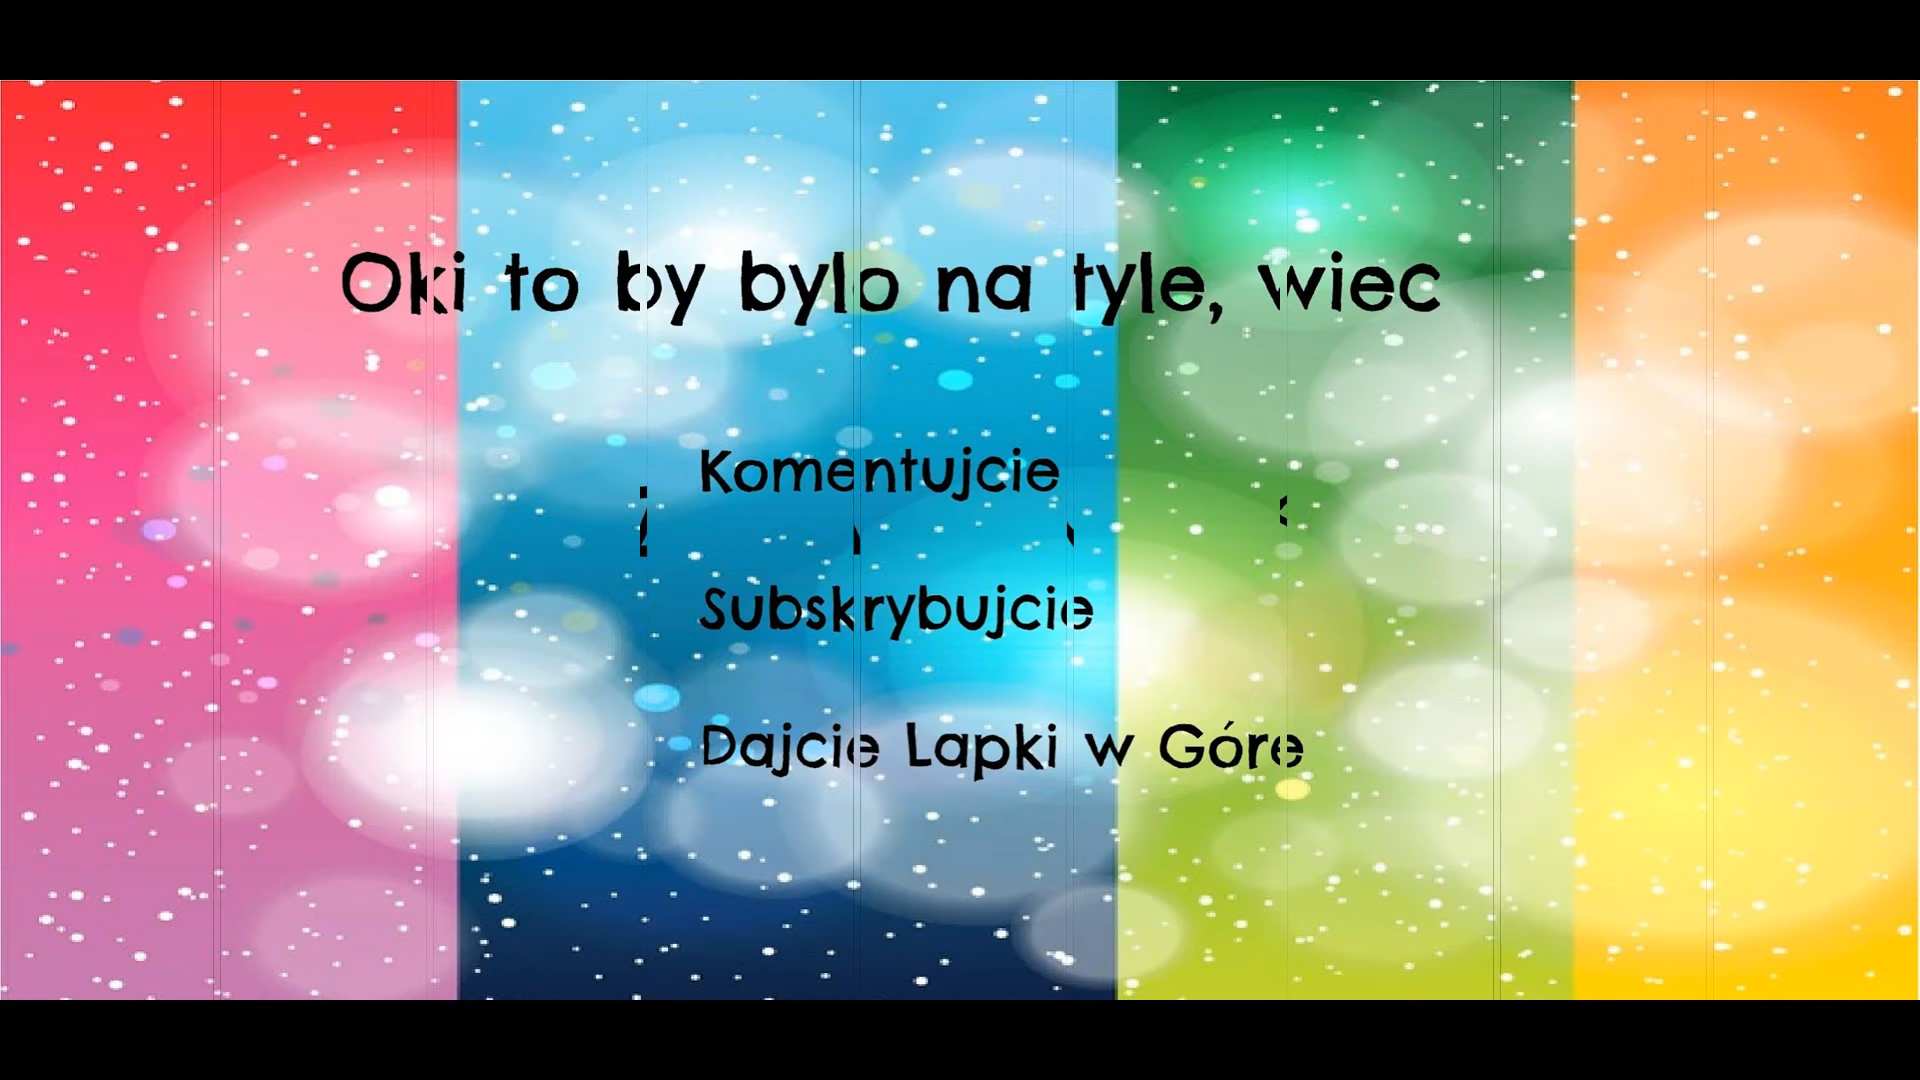 Oki to by bylo na tyle, wiec
Komentujcie
Subskrybujcie
Dajcie Lapki w Góre